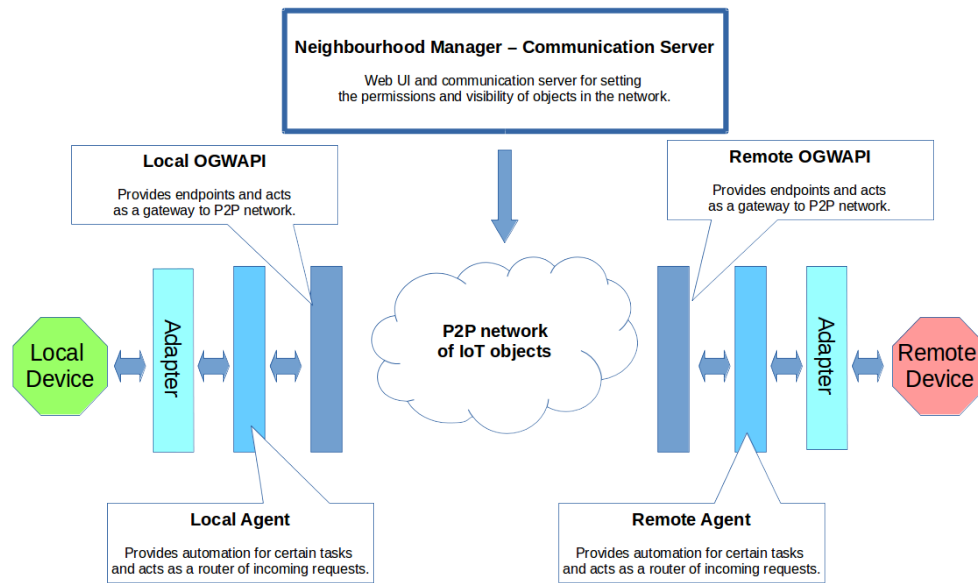 Neighbourhood Manager – Communication Server
Web UI and communication server for setting
the permissions and visibility of objects in the network.
Local OGWAPI
Provides endpoints and acts
as a gateway to P2P network.
Remote OGWAPI
Provides endpoints and acts
as a gateway to P2P network.
Local
Device
Adapter
P2P network
of IoT objects
Adapter
Remote
Device
Local Agent
Provides automation for certain tasks
and acts as a router of incoming requests.
Remote Agent
Provides automation for certain tasks
and acts as a router of incoming requests.